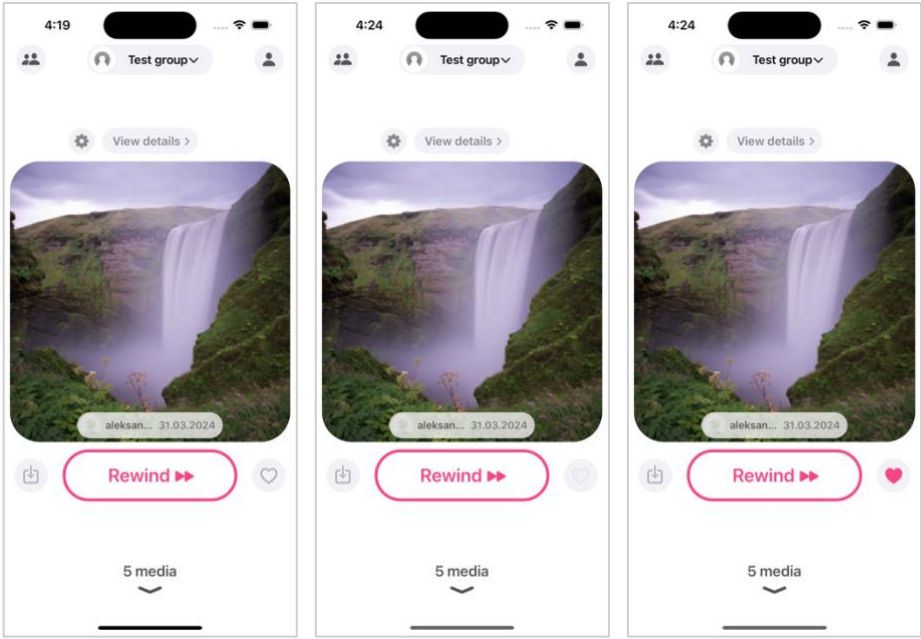 4:19
Test group
View details >
aleksan... 31.03.2024
Rewind
5 media
4:24
Test group
View details >
aleksan... 31.03.2024
Rewind
5 media
4:24
Test group
View details >
aleksan... 31.03.2024
Rewind
5 media